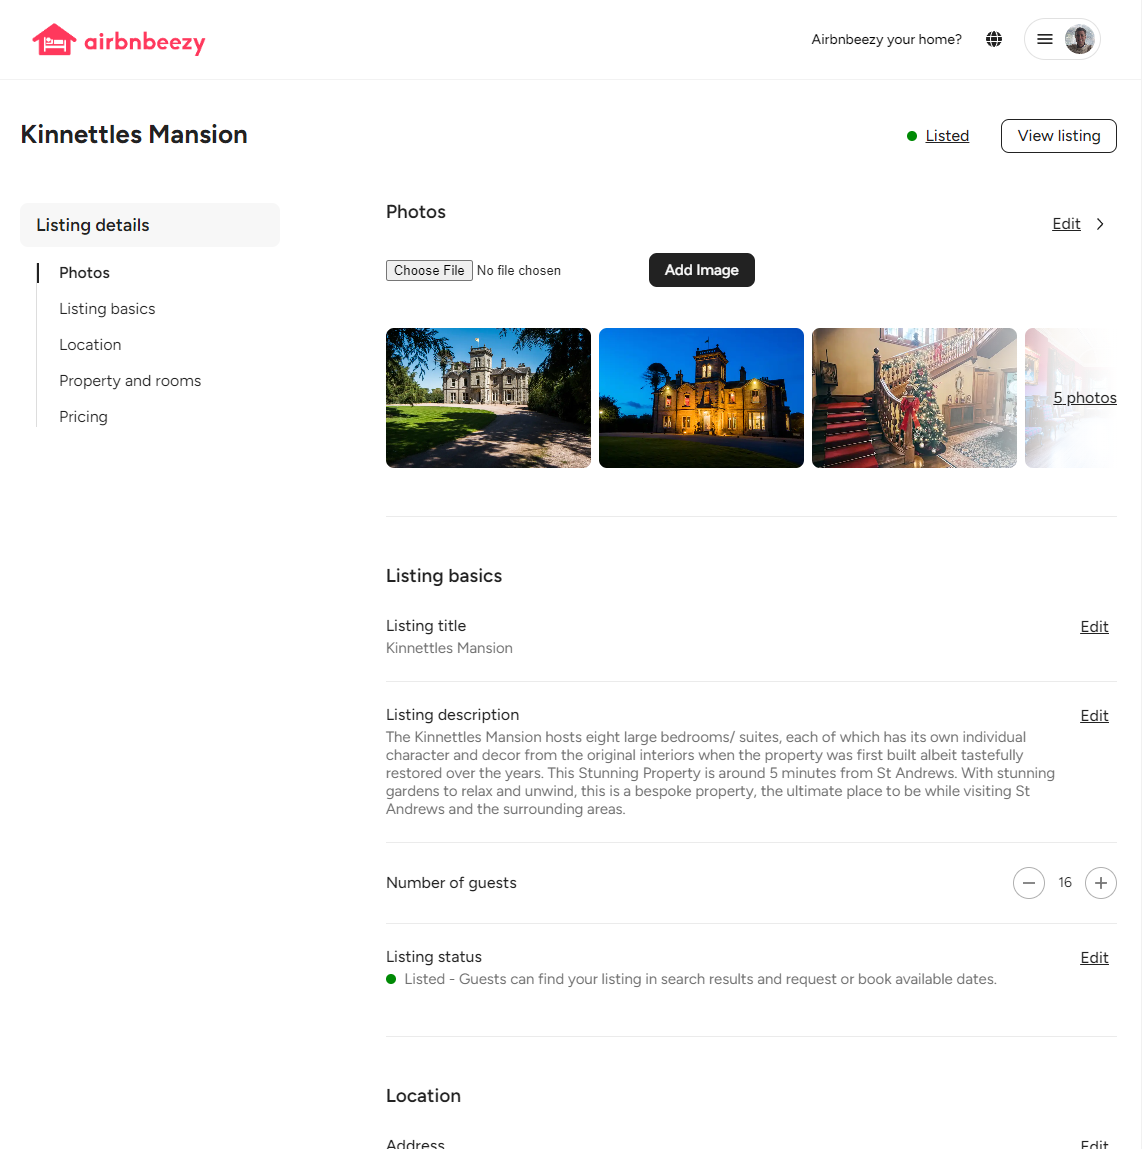 airbnbeezy
Airbnbeezy your home?
Kinnettles Mansion
Listed
View listing
Listing details
Photos
Listing basics
Location
Property and rooms
Pricing
Photos
Edit
Choose File No file chosen
Add Image
5 photos
Listing basics
Listing title
Edit
Kinnettles Mansion
Listing description
Edit
The Kinnettles Mansion hosts eight large bedrooms/ suites, each of which has its own individual
character and decor from the original interiors when the property was first built albeit tastefully
restored over the years. This Stunning Property is around 5 minutes from St Andrews. With stunning
gardens to relax and unwind, this is a bespoke property, the ultimate place to be while visiting St
Andrews and the surrounding areas.
Number of guests
16
Listing status
Edit
Listed - Guests can find your listing in search results and request or book available dates.
Location
Address
Edit